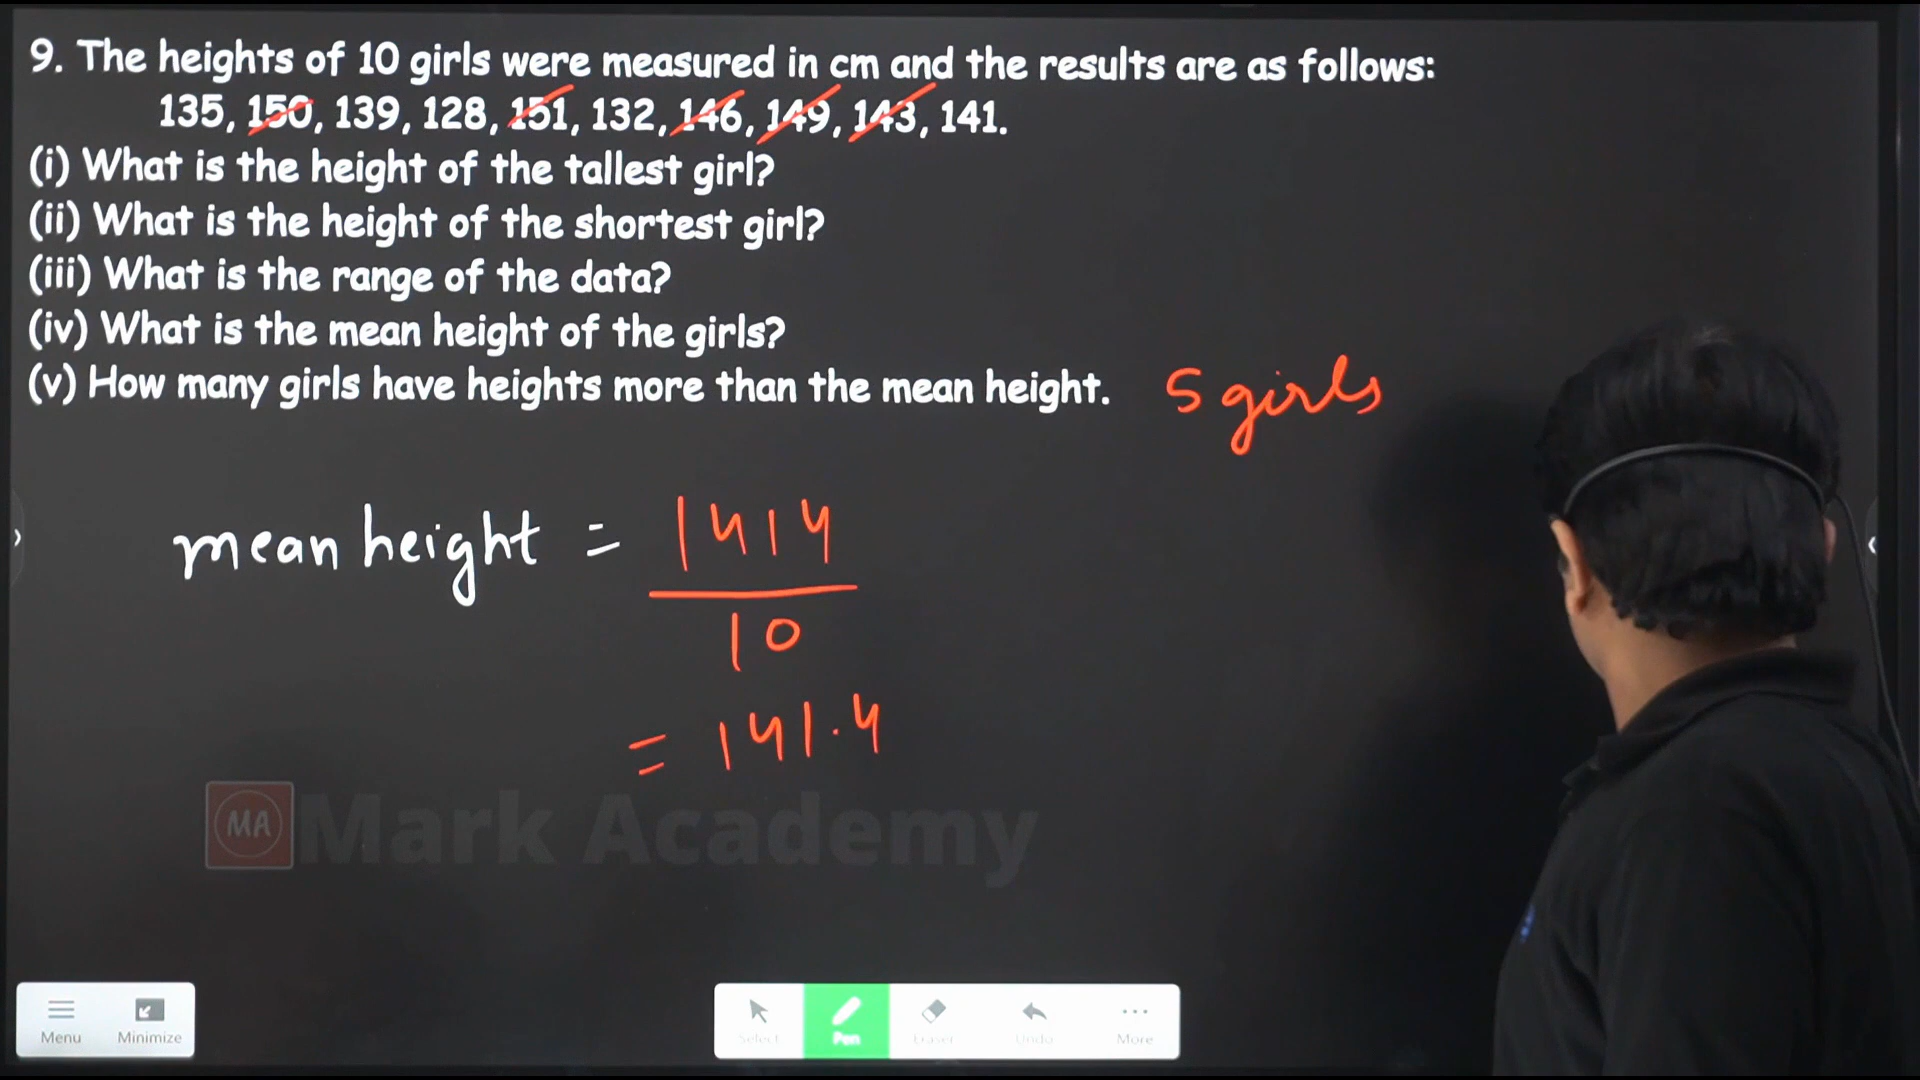 9. The heights of 10 girls were measured in cm and the results are as follows:
135, 150, 139, 128, 151, 132, 146, 149, 143, 141.
(i) What is the height of the tallest girl?
(ii) What is the height of the shortest girl?
(iii) What is the range of the data?
(iv) What is the mean height of the girls?
(v) How many girls have heights more than the mean height. 5 girls
mean height = 1414
10
= 141.4
MA Mark Academy
Menu Minimize Select Pen Eraser Undo More